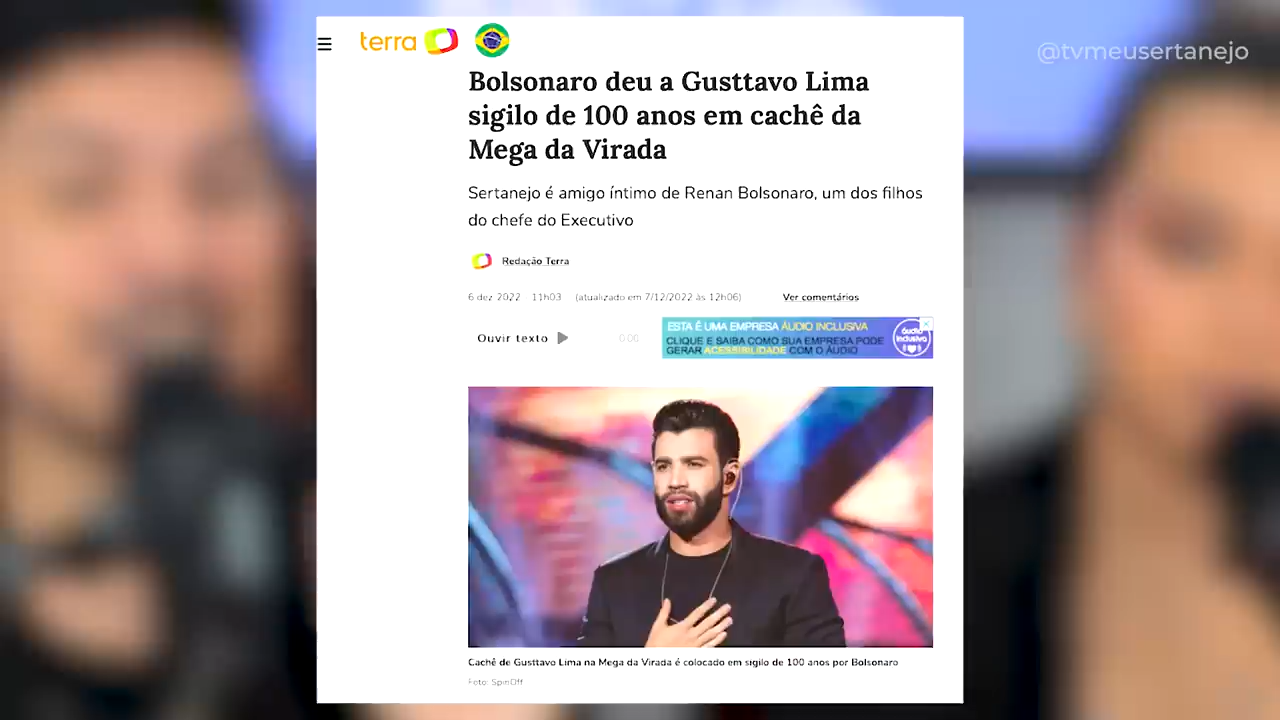 terra
@tvmeusertanejo
Bolsonaro deu a Gusttavo Lima
sigilo de 100 anos em cachê da
Mega da Virada
Sertanejo é amigo íntimo de Renan Bolsonaro, um dos filhos
do chefe do Executivo
Redação Terra
6 dez 2022 11h03 (atualizado em 7/12/2022 às 12h06) Ver comentários
Ouvir texto 0:00
ESTA É UMA EMPRESA ÁUDIO INCLUSIVA
CLIQUE E SAIBA COMO SUA EMPRESA PODE
GERAR ACESSIBILIDADE COM O ÁUDIO
áudio
inclusiva
Cachê de Gusttavo Lima na Mega da Virada é colocado em sigilo de 100 anos por Bolsonaro
Foto: SpinOff